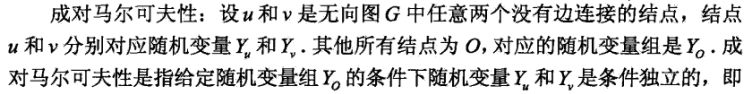 成对马尔可夫性：设u和v是无向图G中任意两个没有边连接的结点，结点
u和v分别对应随机变量Y_u和Y_v．其他所有结点为O，对应的随机变量组是Y_O．成
对马尔可夫性是指给定随机变量组Y_O的条件下随机变量Y_u和Y_v是条件独立的，即